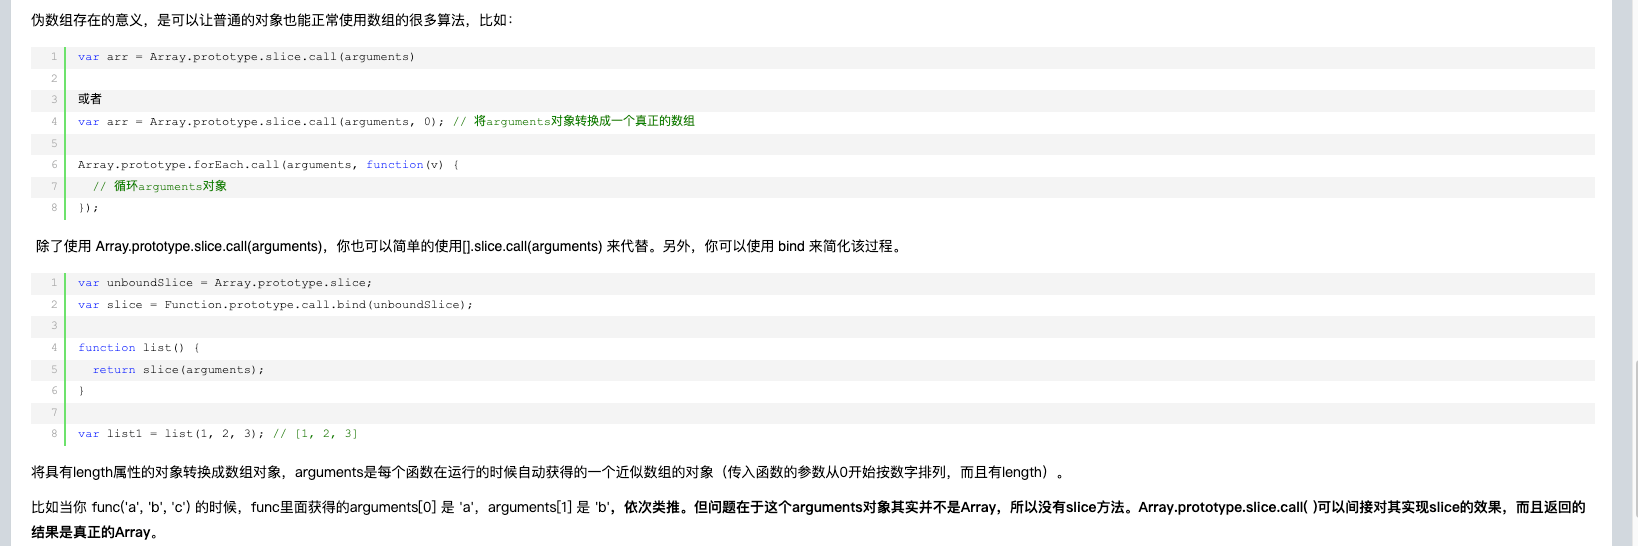 伪数组存在的意义，是可以让普通的对象也能正常使用数组的很多算法，比如：
1 var arr = Array.prototype.slice.call(arguments)
2
3 或者
4 var arr = Array.prototype.slice.call(arguments, 0); // 将arguments对象转换成一个真正的数组
5
6 Array.prototype.forEach.call(arguments, function(v) {
7   // 循环arguments对象
8 });
除了使用 Array.prototype.slice.call(arguments)，你也可以简单的使用[].slice.call(arguments) 来代替。另外，你可以使用 bind 来简化该过程。
1 var unboundSlice = Array.prototype.slice;
2 var slice = Function.prototype.call.bind(unboundSlice);
3
4 function list() {
5   return slice(arguments);
6 }
7
8 var list1 = list(1, 2, 3); // [1, 2, 3]
将具有length属性的对象转换成数组对象，arguments是每个函数在运行的时候自动获得的一个近似数组的对象（传入函数的参数从0开始按数字排列，而且有length）。
比如当你 func('a', 'b', 'c') 的时候，func里面获得的arguments[0] 是 'a'，arguments[1] 是 'b'，依次类推。但问题在于这个arguments对象其实并不是Array，所以没有slice方法。Array.prototype.slice.call( )可以间接对其实现slice的效果，而且返回的
结果是真正的Array。